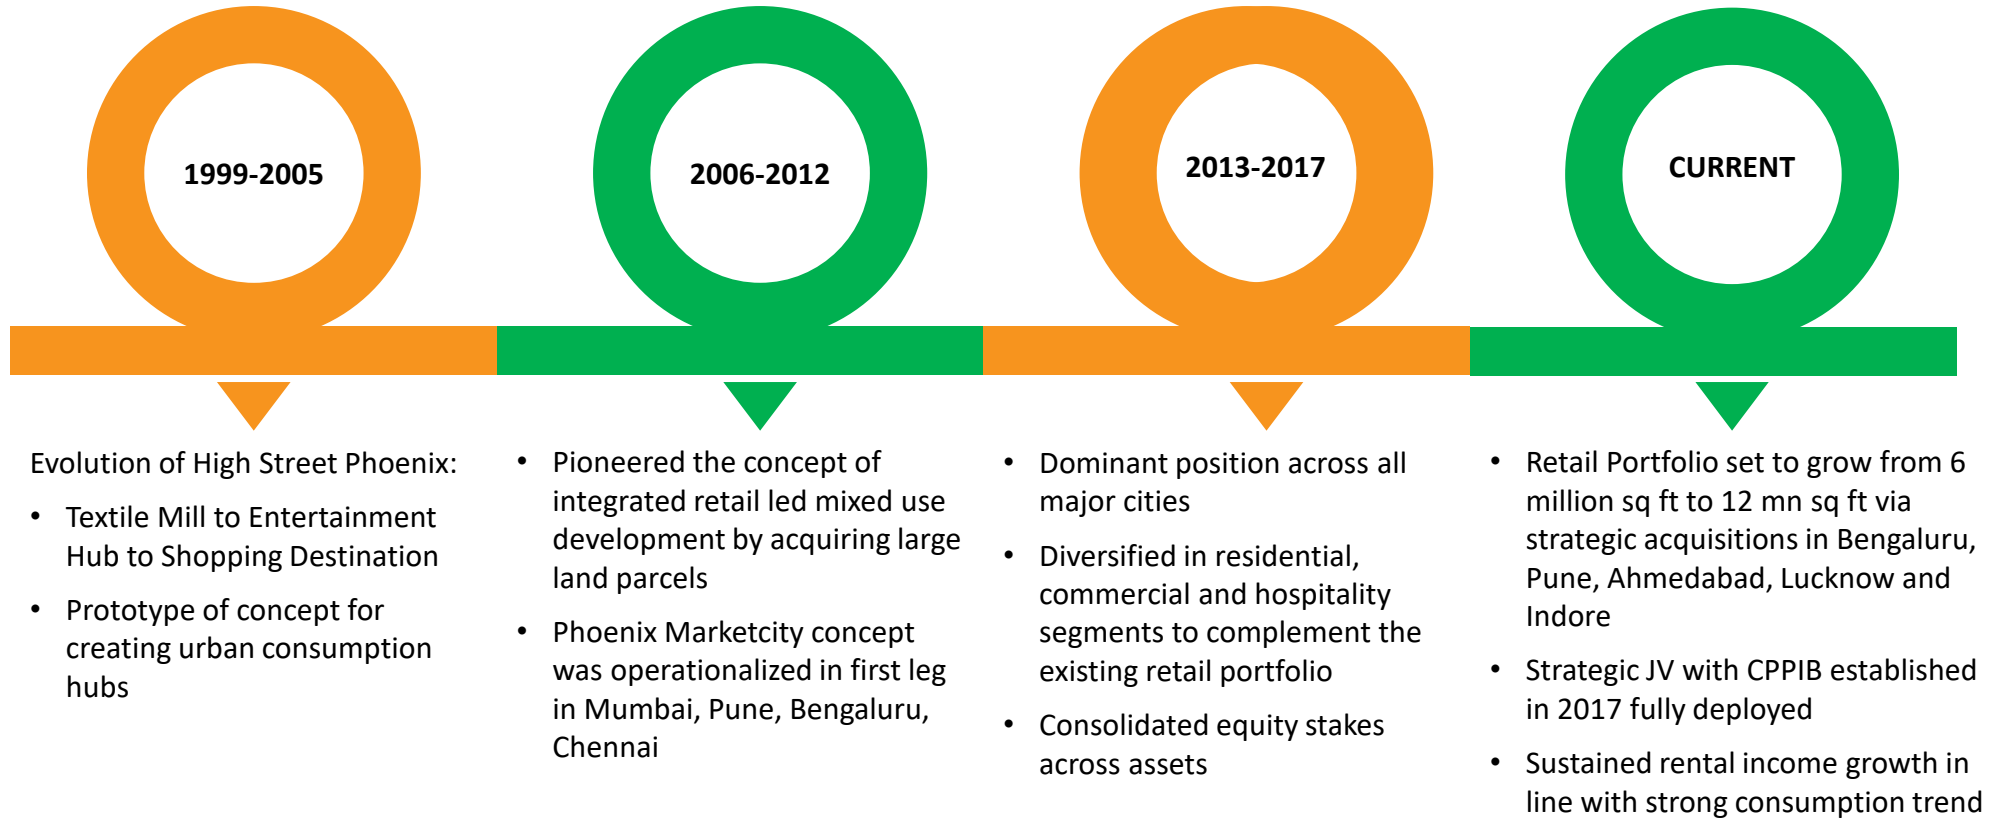 1999-2005
2006-2012
2013-2017
CURRENT
Evolution of High Street Phoenix:
• Textile Mill to Entertainment
Hub to Shopping Destination
• Prototype of concept for
creating urban consumption
hubs
• Pioneered the concept of
integrated retail led mixed use
development by acquiring large
land parcels
• Phoenix Marketcity concept
was operationalized in first leg
in Mumbai, Pune, Bengaluru,
Chennai
• Dominant position across all
major cities
• Diversified in residential,
commercial and hospitality
segments to complement the
existing retail portfolio
• Consolidated equity stakes
across assets
• Retail Portfolio set to grow from 6
million sq ft to 12 mn sq ft via
strategic acquisitions in Bengaluru,
Pune, Ahmedabad, Lucknow and
Indore
• Strategic JV with CPPIB established
in 2017 fully deployed
• Sustained rental income growth in
line with strong consumption trend